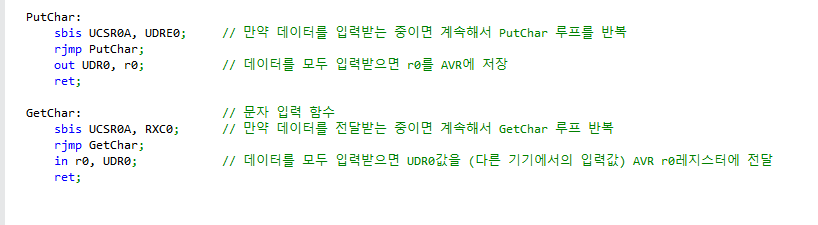 PutChar:
sbis UCSR0A, UDRE0; // 만약 데이터를 입력받는 중이면 계속해서 PutChar 루프를 반복
rjmp PutChar;
out UDR0, r0; // 데이터를 모두 입력받으면 r0를 AVR에 저장
ret;
GetChar: // 문자 입력 함수
sbis UCSR0A, RXC0; // 만약 데이터를 전달받는 중이면 계속해서 GetChar 루프 반복
rjmp GetChar;
in r0, UDR0; // 데이터를 모두 입력받으면 UDR0값을 (다른 기기에서의 입력값) AVR r0레지스터에 전달
ret;